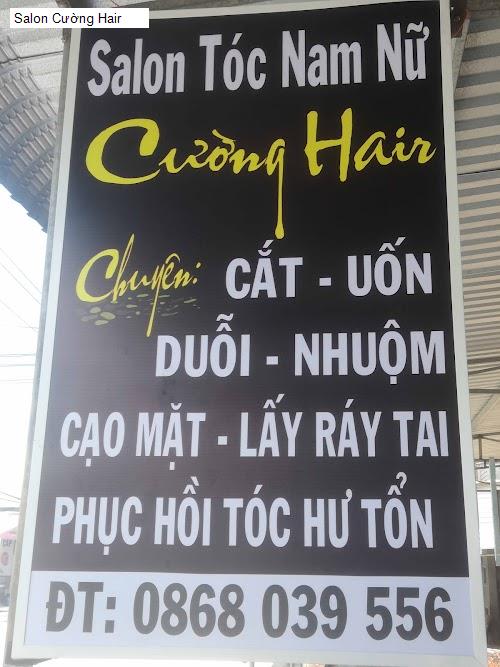 Salon Cường Hair
Salon Tóc Nam Nữ
Cường Hair
Chuyên: CẮT - UỐN
DUỖI - NHUỘM
CẠO MẶT - LẤY RÁY TAI
PHỤC HỒI TÓC HƯ TỔN
ĐT: 0868 039 556